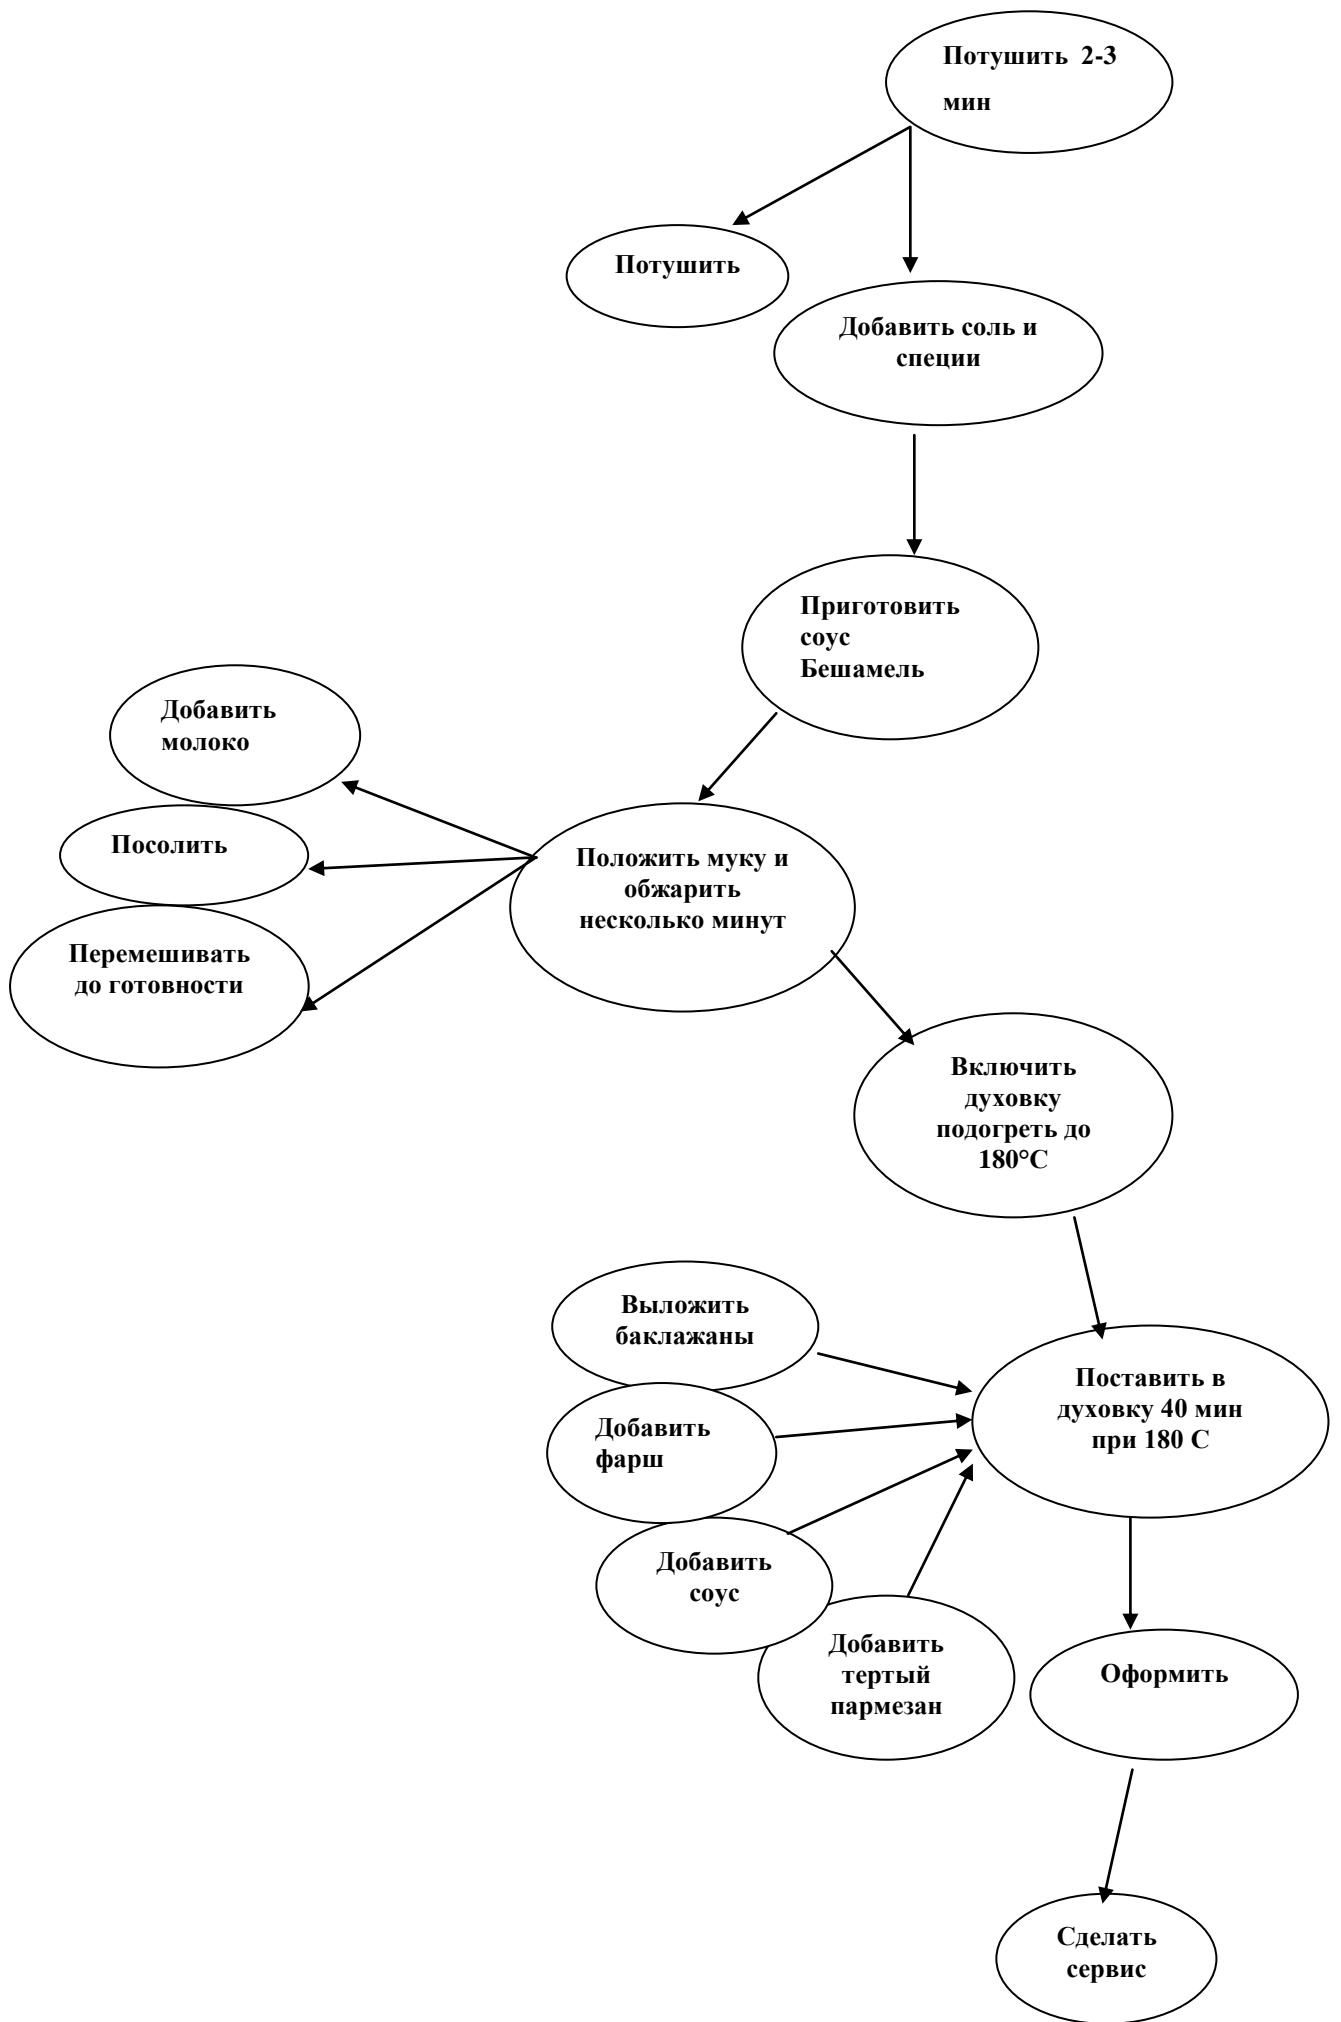 Потушить 2-3
мин
Потушить
Добавить соль и
специи
Приготовить
соус
Бешамель
Добавить
молоко
Посолить
Перемешивать
до готовности
Положить муку и
обжарить
несколько минут
Включить
духовку
подогреть до
180°С
Выложить
баклажаны
Добавить
фарш
Добавить
соус
Добавить
тертый
пармезан
Поставить в
духовку 40 мин
при 180 С
Оформить
Сделать
сервис